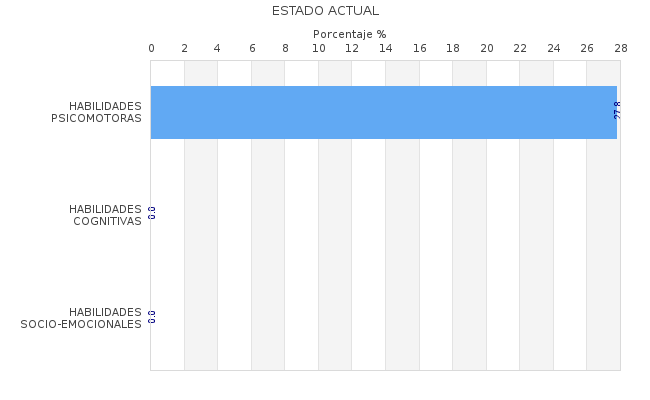 ESTADO ACTUAL
Porcentaje %
0 2 4 6 8 10 12 14 16 18 20 22 24 26 28
HABILIDADES
PSICOMOTORAS
27.8
HABILIDADES
COGNITIVAS
0.0
HABILIDADES
SOCIO-EMOCIONALES
0.0